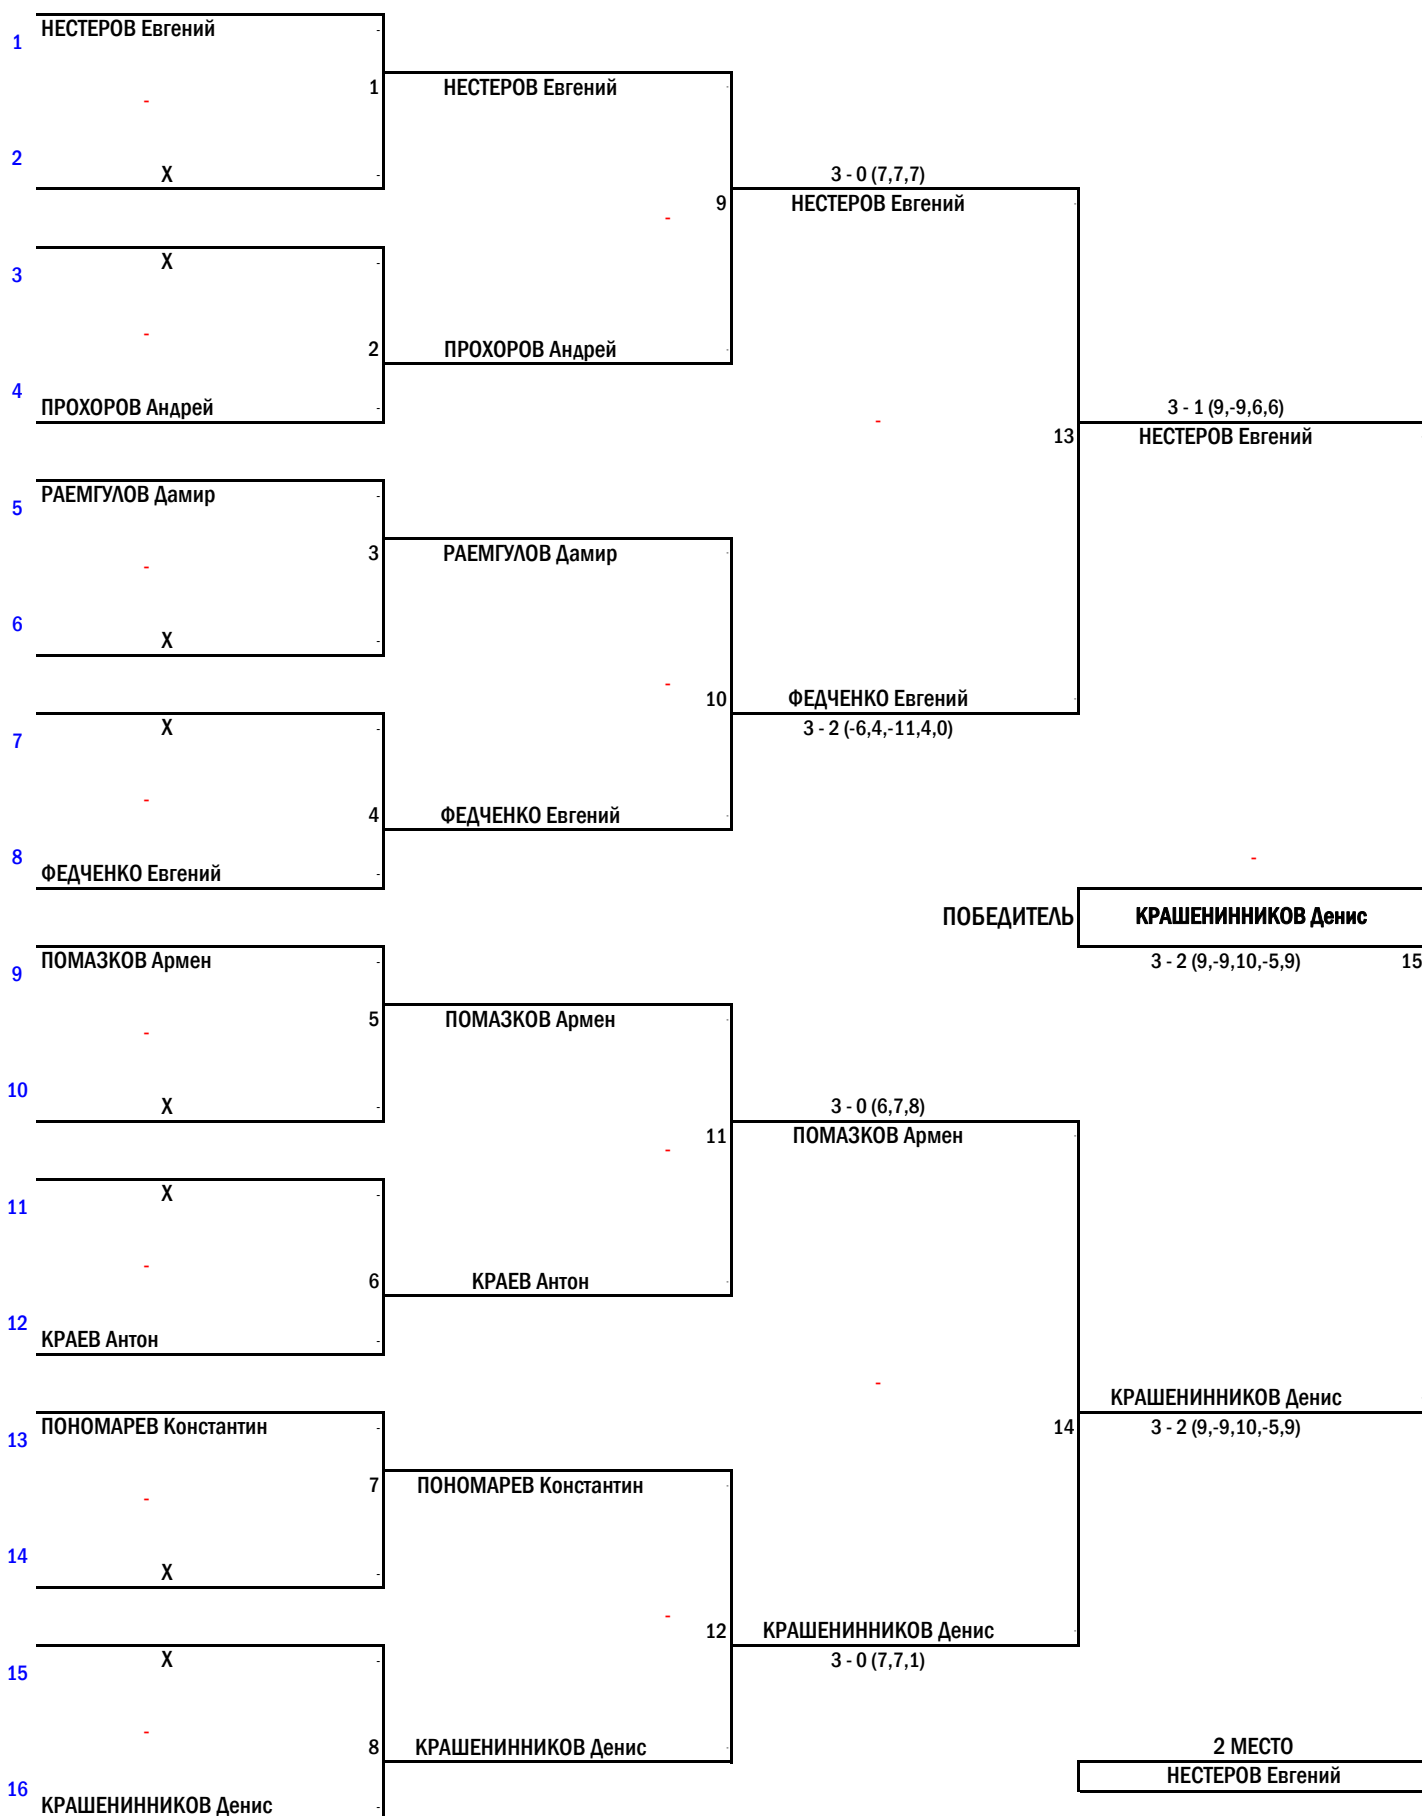 НЕСТЕРОВ Евгений
1
1 НЕСТЕРОВ Евгений
2
X
3 - 0 (7,7,7)
9 НЕСТЕРОВ Евгений
X
3
2 ПРОХОРОВ Андрей
4
ПРОХОРОВ Андрей
3 - 1 (9,-9,6,6)
13 НЕСТЕРОВ Евгений
РАЕМГУЛОВ Дамир
5
3 РАЕМГУЛОВ Дамир
6
X
10 ФЕДЧЕНКО Евгений
X
3 - 2 (-6,4,-11,4,0)
7
4 ФЕДЧЕНКО Евгений
8
ФЕДЧЕНКО Евгений
ПОБЕДИТЕЛЬ КРАШЕНИННИКОВ Денис
ПОМАЗКОВ Армен
3 - 2 (9,-9,10,-5,9) 15
9
5 ПОМАЗКОВ Армен
10
X
3 - 0 (6,7,8)
11 ПОМАЗКОВ Армен
X
11
6 КРАЕВ Антон
12
КРАЕВ Антон
КРАШЕНИННИКОВ Денис
ПОНОМАРЕВ Константин
14 3 - 2 (9,-9,10,-5,9)
13
7 ПОНОМАРЕВ Константин
14
X
12 КРАШЕНИННИКОВ Денис
X
3 - 0 (7,7,1)
15
8 КРАШЕНИННИКОВ Денис
2 МЕСТО
НЕСТЕРОВ Евгений
16
КРАШЕНИННИКОВ Денис